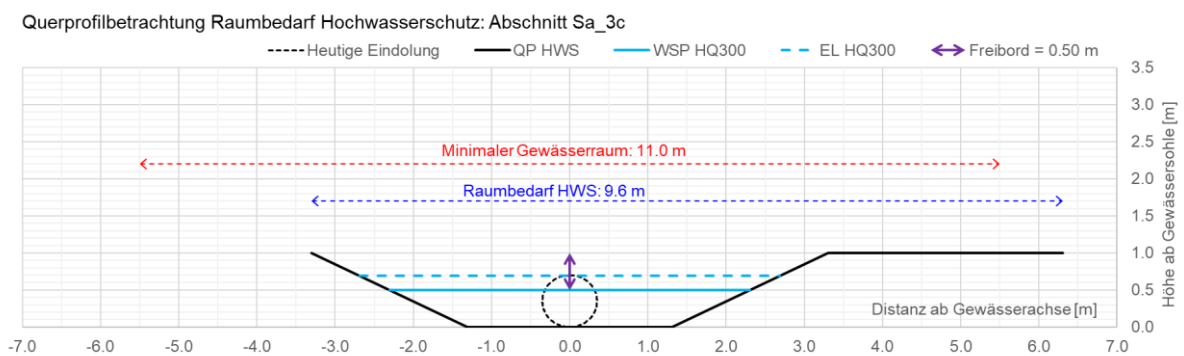 Querprofilbetrachtung Raumbedarf Hochwasserschutz: Abschnitt Sa_3c
Heutige Eindolung QP HWS WSP HQ300 EL HQ300 Freibord = 0.50 m
3.5
3.0
2.5
2.0
1.5
1.0
0.5
0.0
Höhe ab Gewässersohle [m]
Minimaler Gewässerraum: 11.0 m
Raumbedarf HWS: 9.6 m
Distanz ab Gewässerachse [m]
-7.0 -6.0 -5.0 -4.0 -3.0 -2.0 -1.0 0.0 1.0 2.0 3.0 4.0 5.0 6.0 7.0